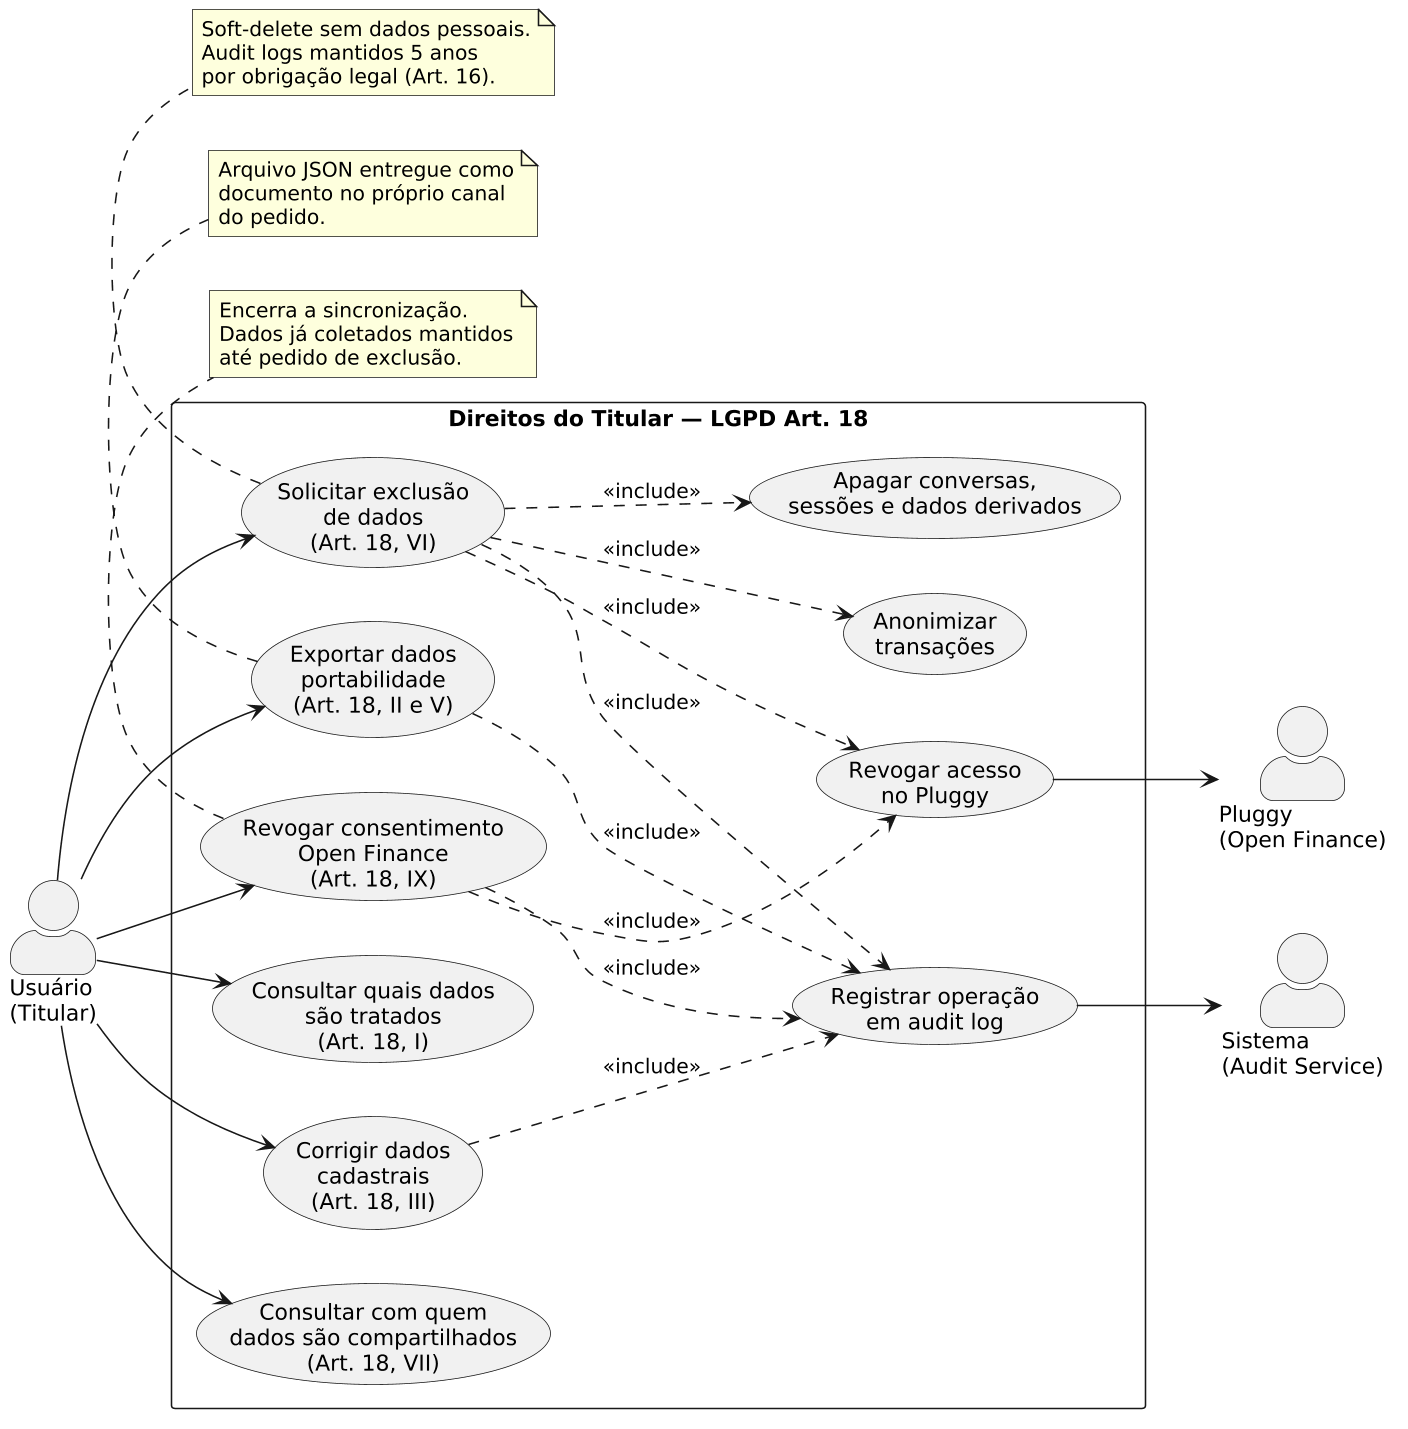 Soft-delete sem dados pessoais.
Audit logs mantidos 5 anos
por obrigação legal (Art. 16).
Arquivo JSON entregue como
documento no próprio canal
do pedido.
Encerra a sincronização.
Dados já coletados mantidos
até pedido de exclusão.
Direitos do Titular — LGPD Art. 18
Solicitar exclusão
de dados
(Art. 18, VI)
«include»
Apagar conversas,
sessões e dados derivados
«include»
Anonimizar
transações
«include»
Exportar dados
portabilidade
(Art. 18, II e V)
«include»
Revogar acesso
no Pluggy
Pluggy
(Open Finance)
Revogar consentimento
Open Finance
(Art. 18, IX)
«include»
«include»
«include»
Usuário
(Titular)
Consultar quais dados
são tratados
(Art. 18, I)
Registrar operação
em audit log
Sistema
(Audit Service)
«include»
Corrigir dados
cadastrais
(Art. 18, III)
Consultar com quem
dados são compartilhados
(Art. 18, VII)